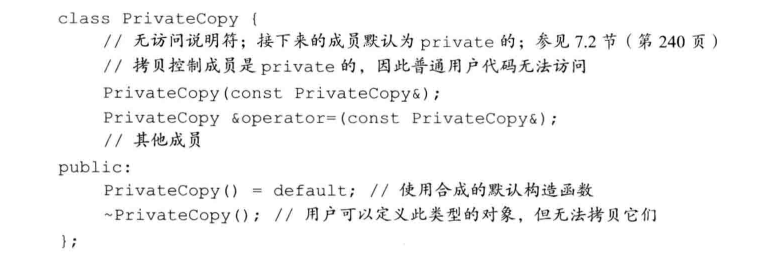 class PrivateCopy {
// 无访问说明符；接下来的成员默认为 private 的；参见 7.2 节（第 240 页）
// 拷贝控制成员是 private 的，因此普通用户代码无法访问
PrivateCopy(const PrivateCopy&);
PrivateCopy &operator=(const PrivateCopy&);
// 其他成员
public:
PrivateCopy() = default; // 使用合成的默认构造函数
~PrivateCopy(); // 用户可以定义此类型的对象，但无法拷贝它们
};